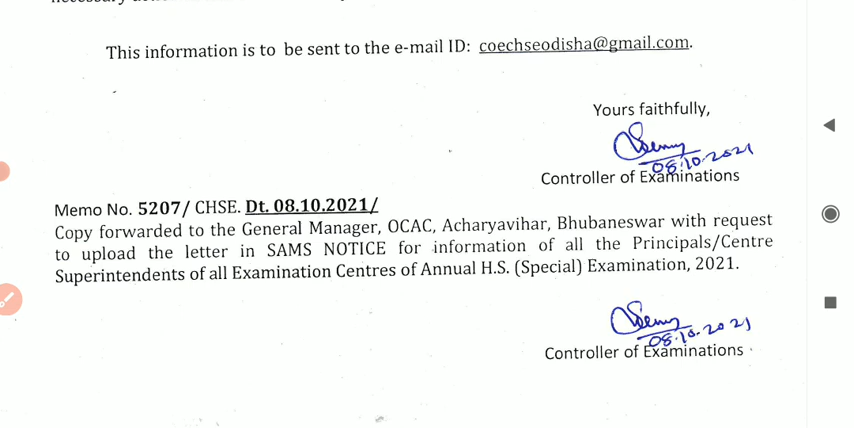 This information is to be sent to the e-mail ID: coechseodisha@gmail.com.
Yours faithfully,
08.10.2021
Controller of Examinations
Memo No. 5207/ CHSE. Dt. 08.10.2021/
Copy forwarded to the General Manager, OCAC, Acharyavihar, Bhubaneswar with request
to upload the letter in SAMS NOTICE for information of all the Principals/Centre
Superintendents of all Examination Centres of Annual H.S. (Special) Examination, 2021.
08.10.2021
Controller of Examinations